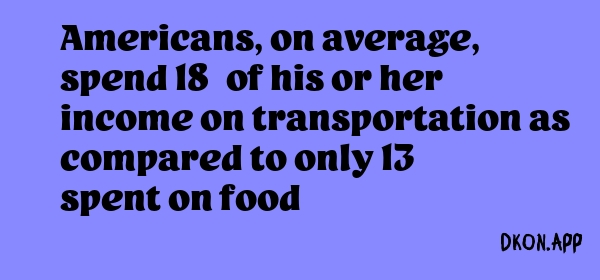 Americans, on average,
spend 18  of his or her
income on transportation as
compared to only 13
spent on food
DKON.APP